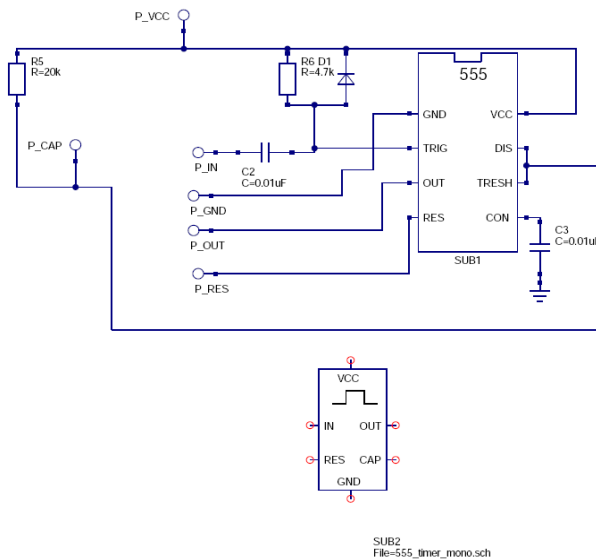 P_VCC
R5
R=20k
R6 D1
R=4.7k
555
GND
VCC
P_CAP
TRIG
DIS
P_IN
C2
C=0.01uF
OUT
TRESH
P_GND
RES
CON
P_OUT
C3
C=0.01uF
SUB1
P_RES
VCC
IN
OUT
RES
CAP
GND
SUB2
File=555_timer_mono.sch